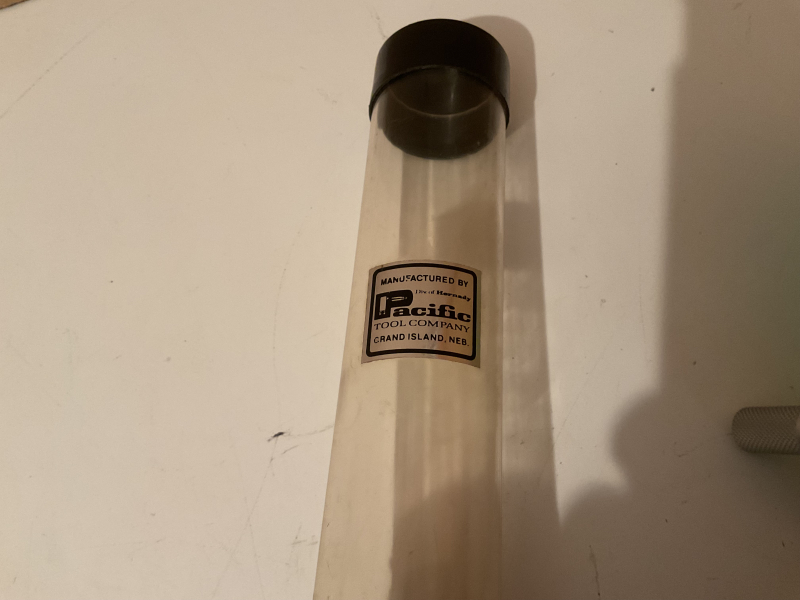 MANUFACTURED BY
Div of Hornady
Pacific
TOOL COMPANY
GRAND ISLAND, NEB.